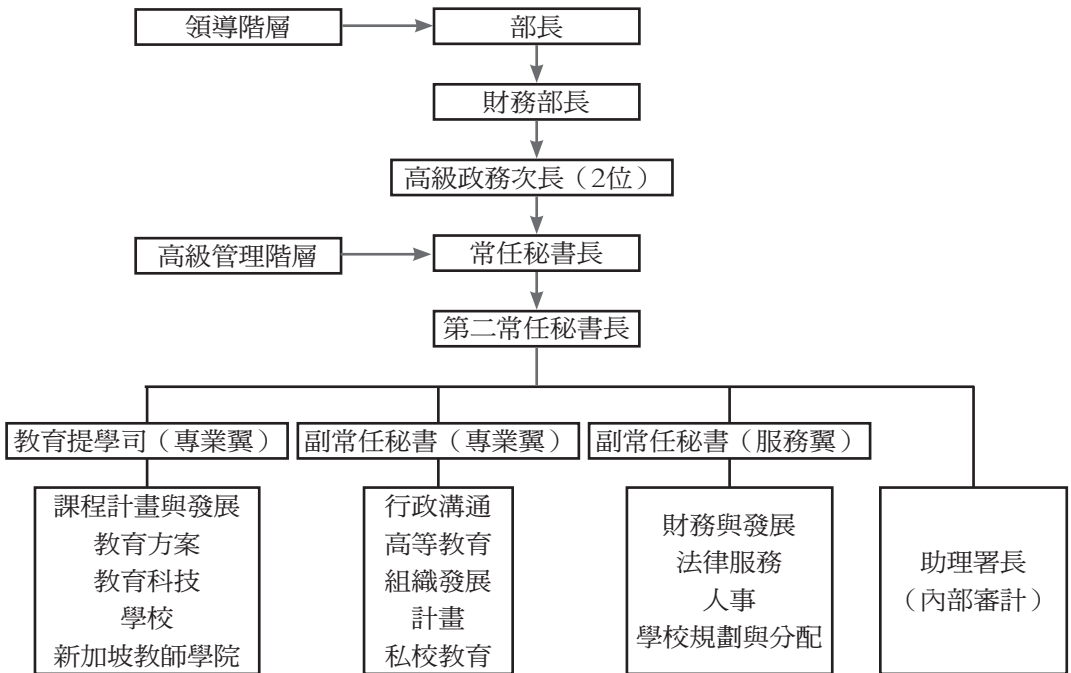 領導階層
部長
財務部長
高級政務次長（2位）
高級管理階層
常任秘書長
第二常任秘書長
教育提學司（專業翼）
副常任秘書（專業翼）
副常任秘書（服務翼）
課程計畫與發展
教育方案
教育科技
學校
新加坡教師學院
行政溝通
高等教育
組織發展
計畫
私校教育
財務與發展
法律服務
人事
學校規劃與分配
助理署長
（內部審計）